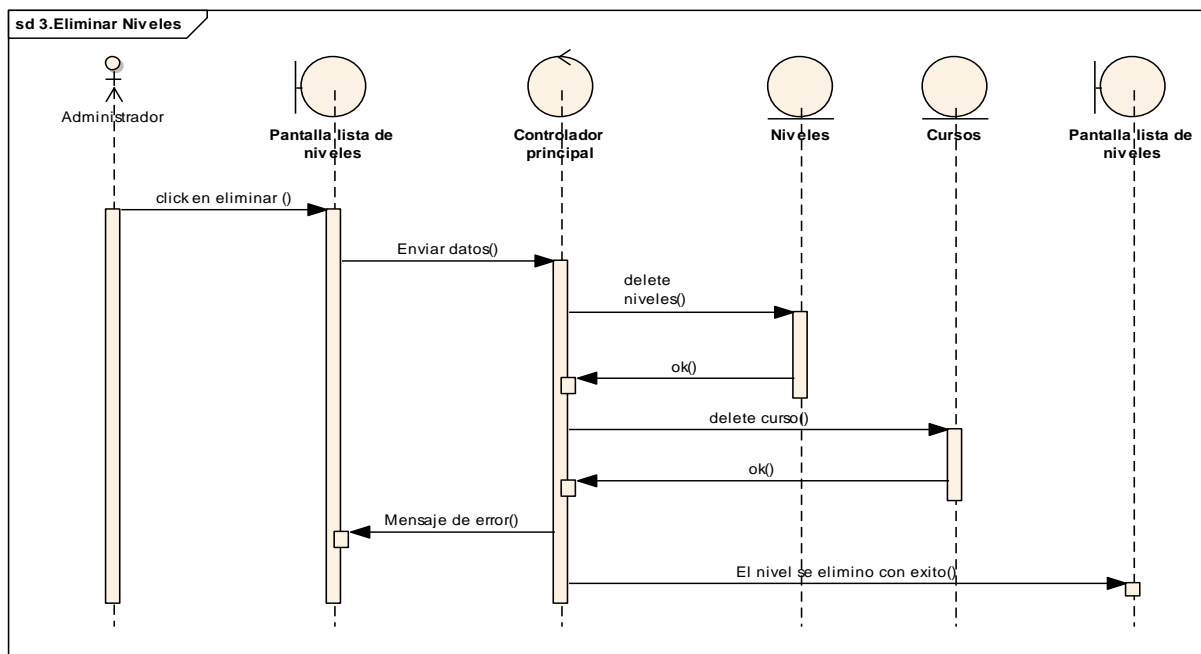 sd 3.Eliminar Niveles
Administrador
Pantalla lista de
niveles
Controlador
principal
Niveles
Cursos
Pantalla lista de
niveles
click en eliminar ()
Enviar datos()
delete
niveles()
ok()
delete curso()
ok()
Mensaje de error()
El nivel se elimino con exito()